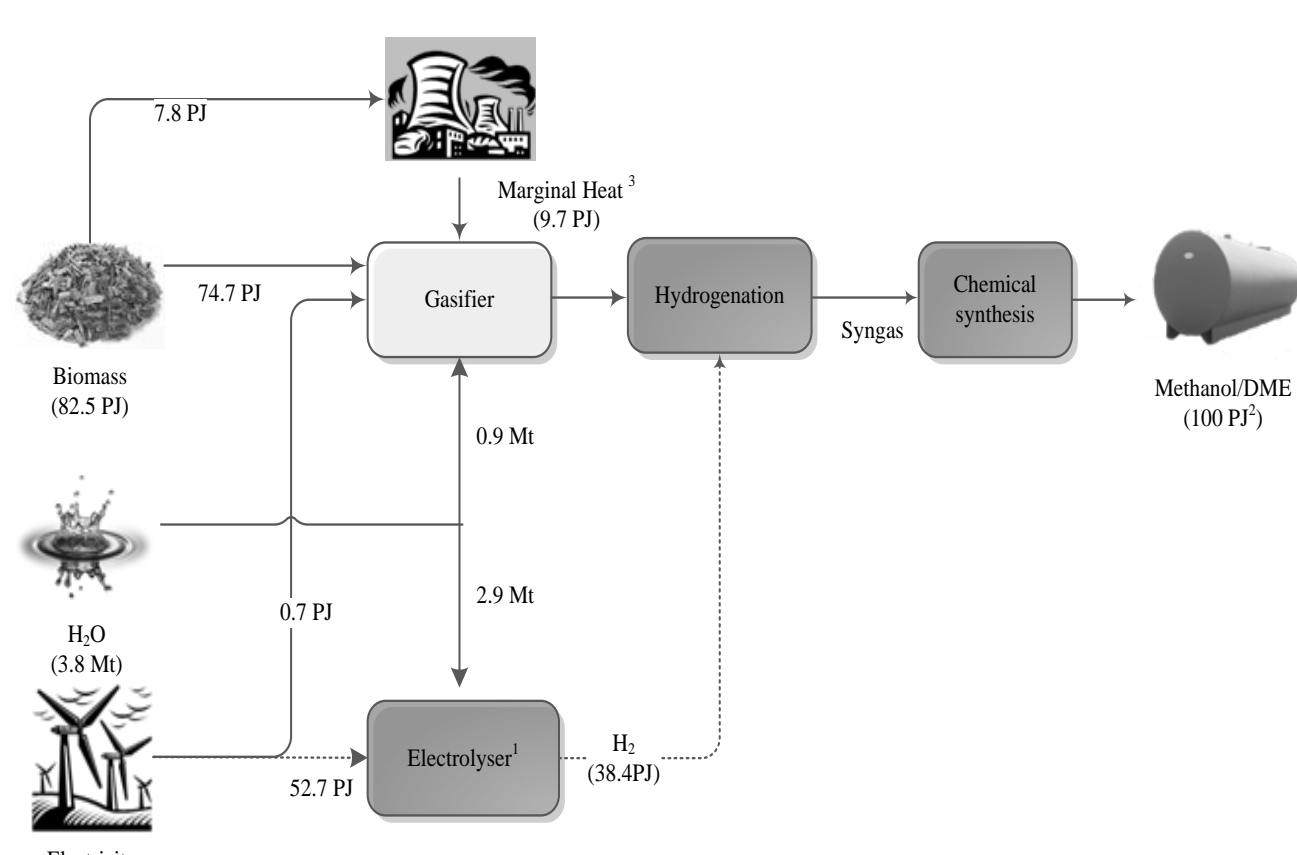 7.8 PJ
Marginal Heat 3
(9.7 PJ)
74.7 PJ
Gasifier
Hydrogenation
Chemical
synthesis
Syngas
Biomass
(82.5 PJ)
Methanol/DME
(100 PJ2)
0.9 Mt
2.9 Mt
0.7 PJ
H2O
(3.8 Mt)
Electrolyser1
H2
(38.4PJ)
52.7 PJ